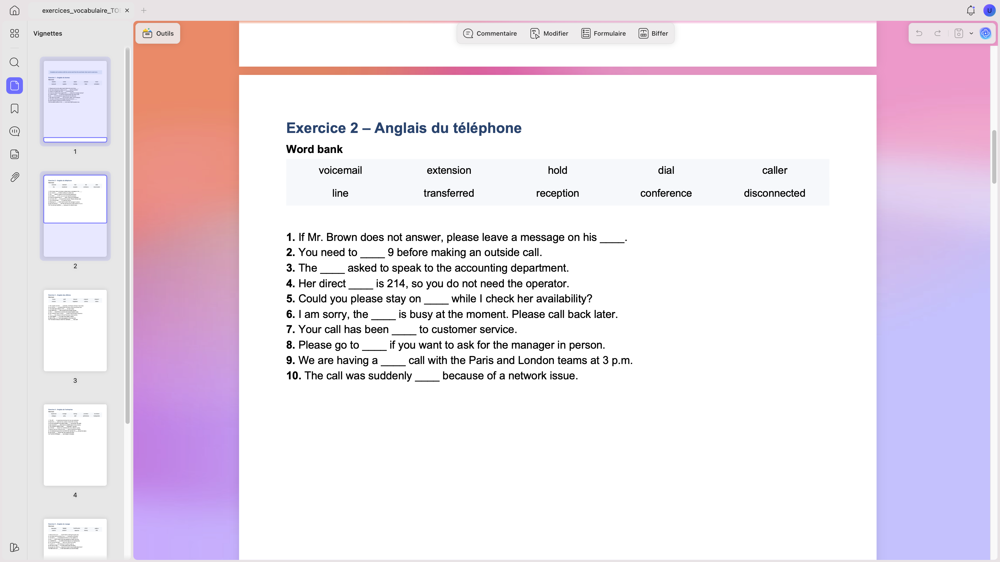 exercices_vocabulaire_TO
U
Vignettes
Outils
Commentaire
Modifier
Formulaire
Biffer
1
2
3
4
Exercice 2 – Anglais du téléphone
Word bank
voicemail extension hold dial caller
line transferred reception conference disconnected
1. If Mr. Brown does not answer, please leave a message on his ____.
2. You need to ____ 9 before making an outside call.
3. The ____ asked to speak to the accounting department.
4. Her direct ____ is 214, so you do not need the operator.
5. Could you please stay on ____ while I check her availability?
6. I am sorry, the ____ is busy at the moment. Please call back later.
7. Your call has been ____ to customer service.
8. Please go to ____ if you want to ask for the manager in person.
9. We are having a ____ call with the Paris and London teams at 3 p.m.
10. The call was suddenly ____ because of a network issue.